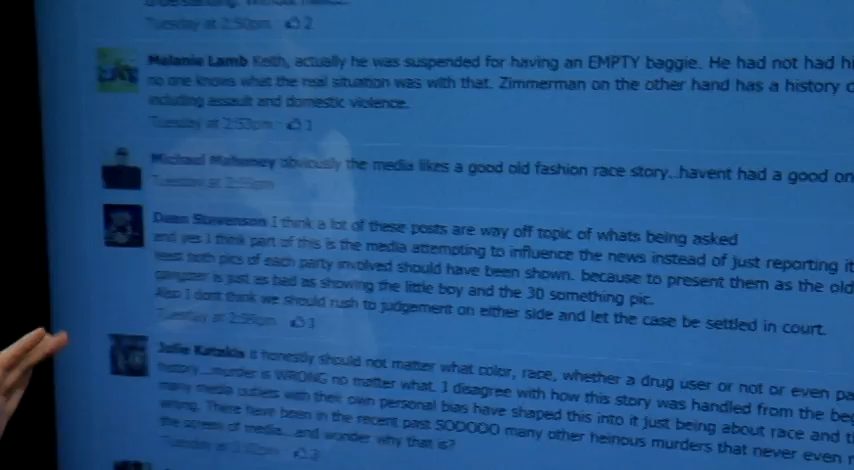 Tuesday at 2:50pm 2
Melanie Lamb Keith, actually he was suspended for having an EMPTY baggie. He had not had
no one knows what the real situation was with that. Zimmerman on the other hand has a history
including assault and domestic violence.
Tuesday at 2:53pm 1
Michael Mahoney obviously the media likes a good old fashion race story...havent had a good
Tuesday at
Dean Stevenson I think a lot of these posts are way off topic of whats being asked
and yes I think part of this is the media attempting to influence the news instead of just reporting it
least both pics of each party involved should have been shown. because to present them as the old
gangster is just as bad as showing the little boy and the 30 something pic.
Also I dont think we should rush to judgement on either side and let the case be settled in court.
Tuesday at 2:58pm
Julie it honestly should not matter what color, race, whether a drug user or not or even
history...murder is WRONG no matter what. I disagree with how this story was handled from the
many media outlets with their own personal bias have shaped this into it just being about race and
wrong. There have been in the recent past SOOOOO many other heinous murders that never even
the screen of media...and wonder why that is?
Tuesday at